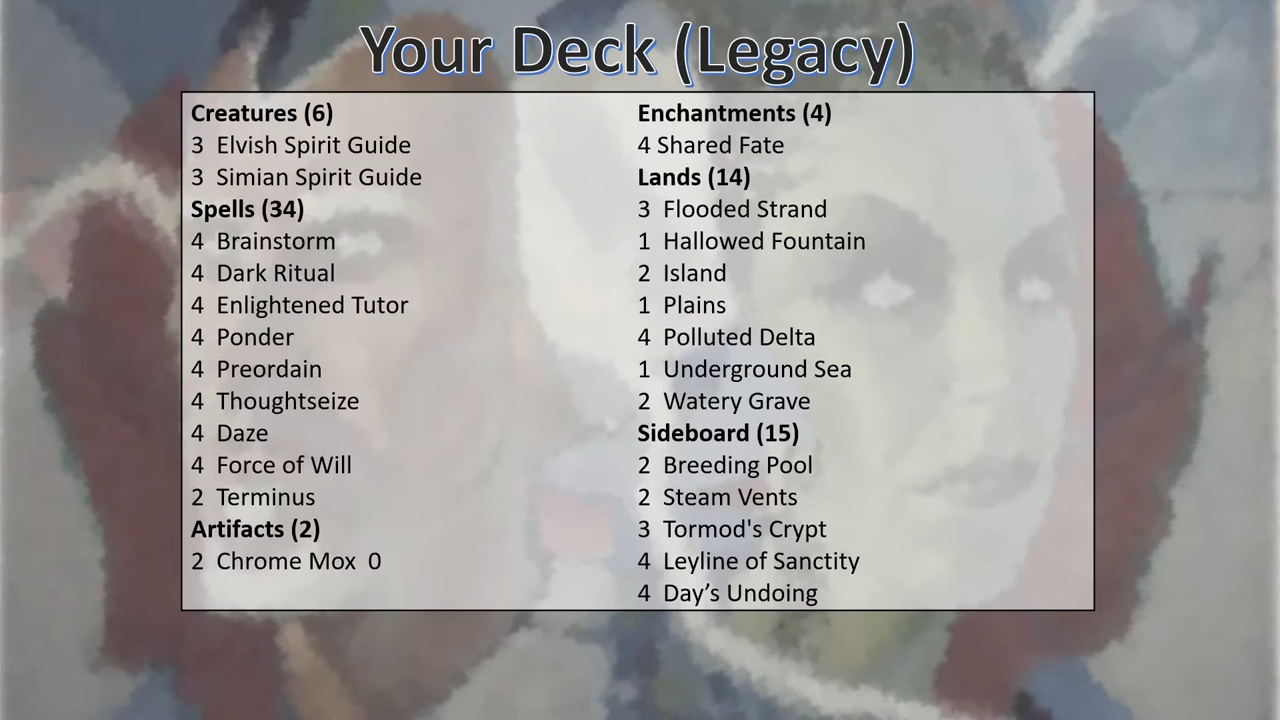 Your Deck (Legacy)
Creatures (6)
3 Elvish Spirit Guide
3 Simian Spirit Guide
Spells (34)
4 Brainstorm
4 Dark Ritual
4 Enlightened Tutor
4 Ponder
4 Preordain
4 Thoughtseize
4 Daze
4 Force of Will
2 Terminus
Artifacts (2)
2 Chrome Mox 0
Enchantments (4)
4 Shared Fate
Lands (14)
3 Flooded Strand
1 Hallowed Fountain
2 Island
1 Plains
4 Polluted Delta
1 Underground Sea
2 Watery Grave
Sideboard (15)
2 Breeding Pool
2 Steam Vents
3 Tormod's Crypt
4 Leyline of Sanctity
4 Day’s Undoing